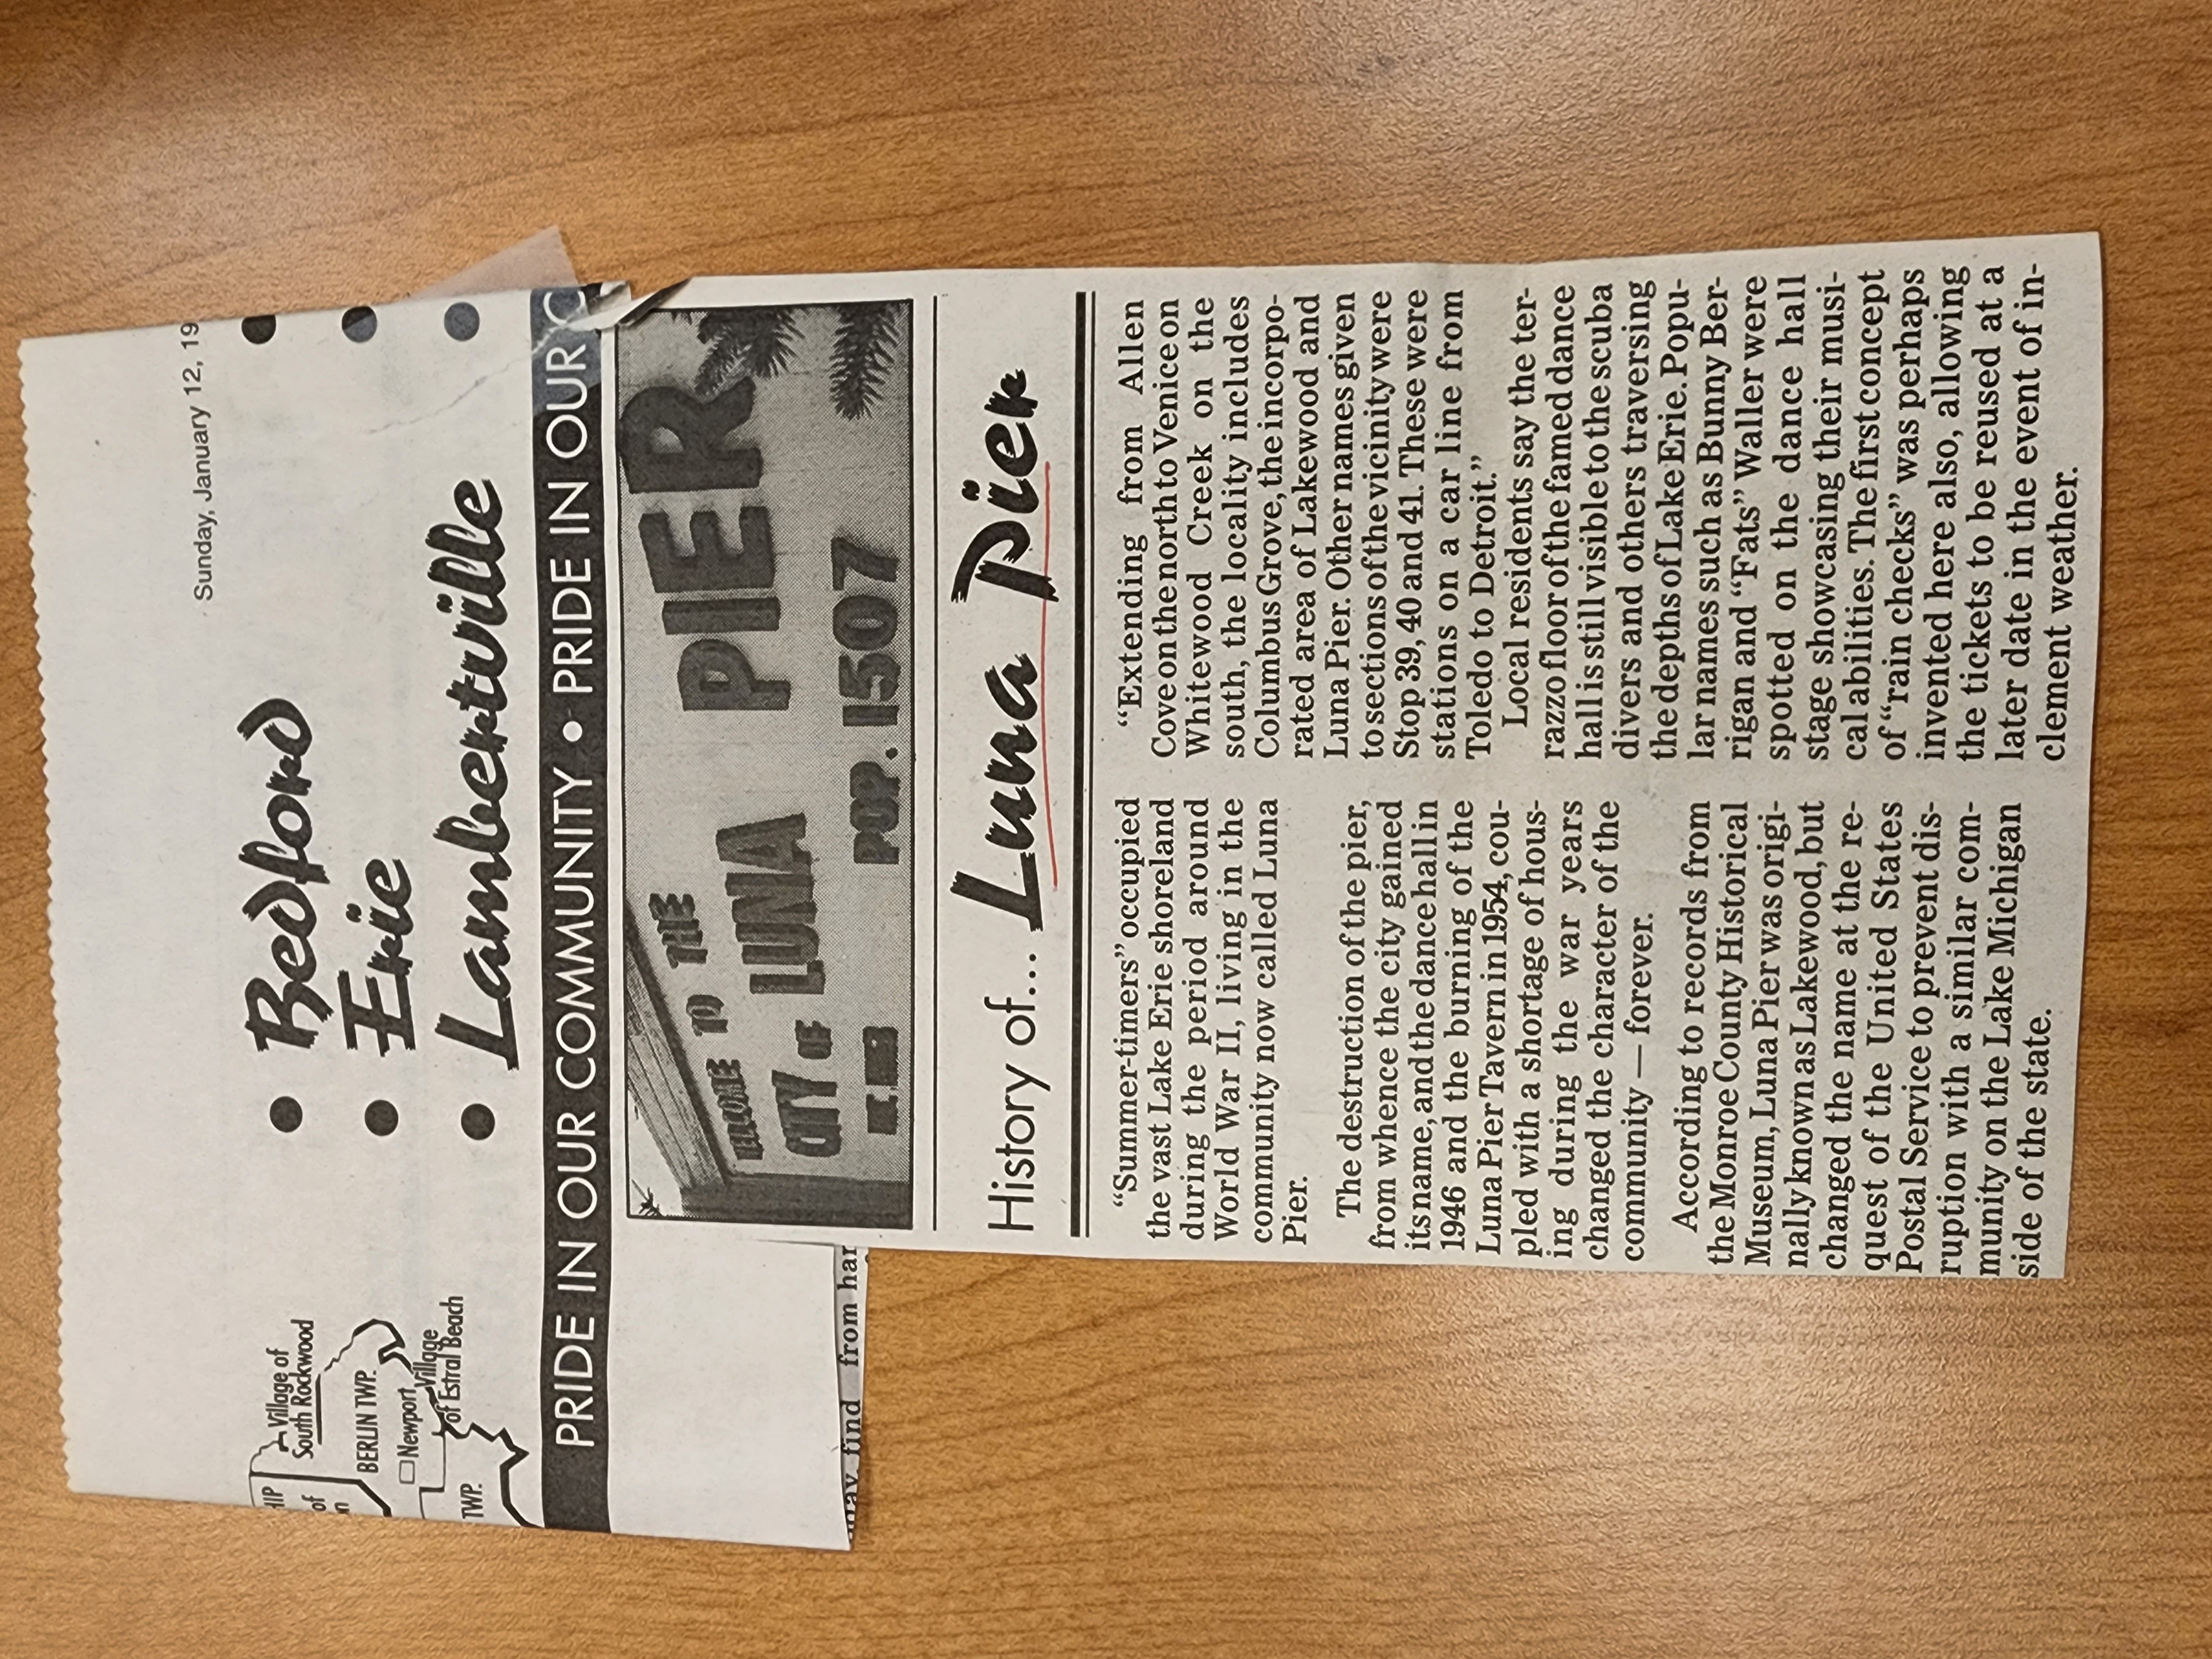 Sunday, January 12, 19
Village of
South Rockwood
BERLIN TWP.
Newport
Village
of Estral Beach
HIP
of
n
TWP.
• Bedford •
• Erie •
• Lambertville •
PRIDE IN OUR COMMUNITY • PRIDE IN OUR C
WELCOME TO THE
CITY OF LUNA PIER
POP. 1507
may find from har
History of... Luna Pier
“Summer-timers” occupied
the vast Lake Erie shoreland
during the period around
World War II, living in the
community now called Luna
Pier.
The destruction of the pier,
from whence the city gained
its name, and the dance hall in
1946 and the burning of the
Luna Pier Tavern in 1954, cou-
pled with a shortage of hous-
ing during the war years
changed the character of the
community — forever.
According to records from
the Monroe County Historical
Museum, Luna Pier was origi-
nally known as Lakewood, but
changed the name at the re-
quest of the United States
Postal Service to prevent dis-
ruption with a similar com-
munity on the Lake Michigan
side of the state.
“Extending from Allen
Cove on the north to Venice on
Whitewood Creek on the
south, the locality includes
Columbus Grove, the incorpo-
rated area of Lakewood and
Luna Pier. Other names given
to sections of the vicinity were
Stop 39, 40 and 41. These were
stations on a car line from
Toledo to Detroit.”
Local residents say the ter-
razzo floor of the famed dance
hall is still visible to the scuba
divers and others traversing
the depths of Lake Erie. Popu-
lar names such as Bunny Ber-
rigan and “Fats” Waller were
spotted on the dance hall
stage showcasing their musi-
cal abilities. The first concept
of “rain checks” was perhaps
invented here also, allowing
the tickets to be reused at a
later date in the event of in-
clement weather.